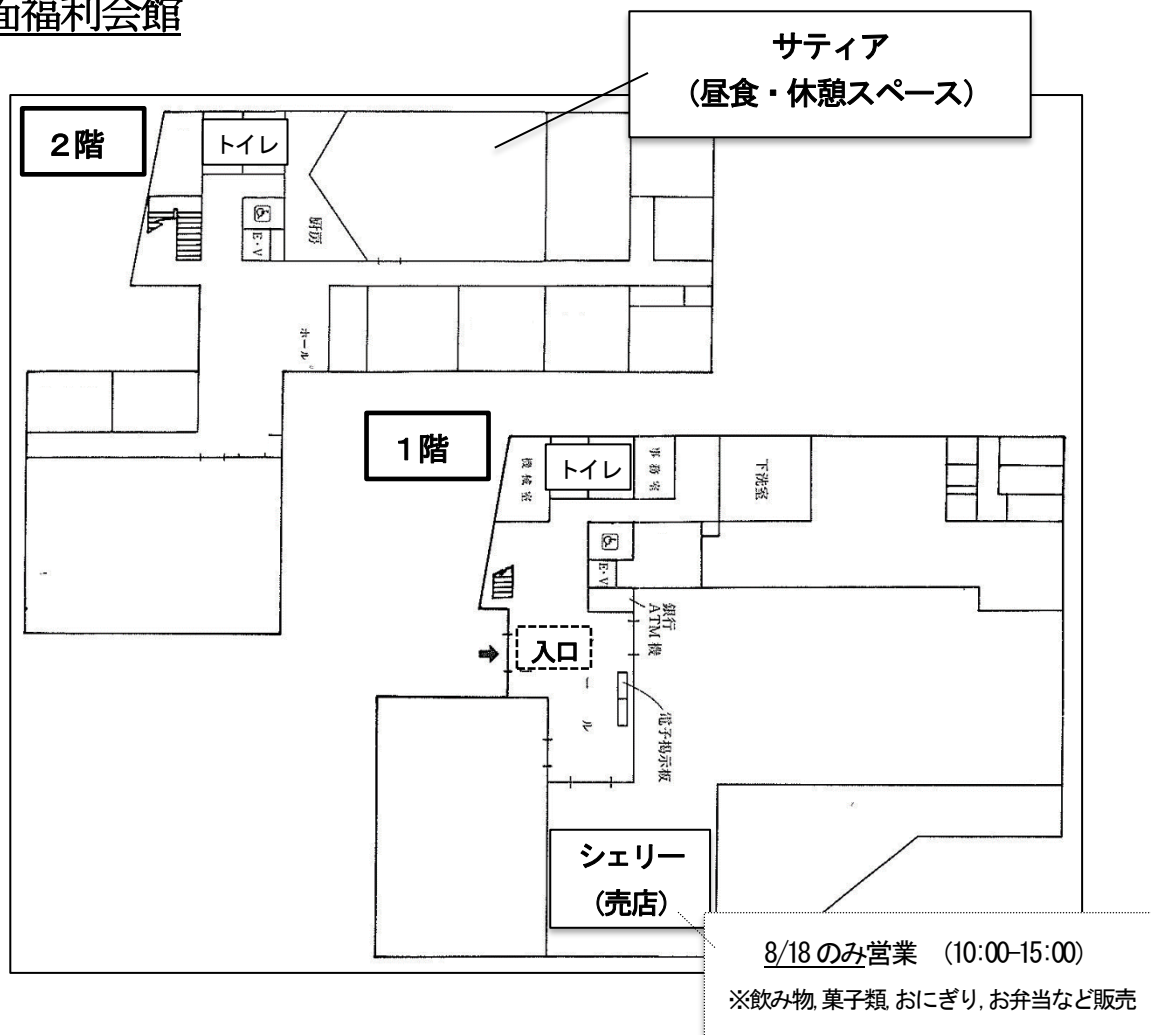 面福利会館
サティア
（昼食・休憩スペース）
２階
トイレ
厨房
E・V
ホール
１階
機械室
トイレ
事務室
下洗室
E・V
銀行
ATM機
入口
ール
電子掲示板
シェリー
（売店）
8/18のみ営業　（10:00-15:00）
※飲み物, 菓子類, おにぎり, お弁当など販売